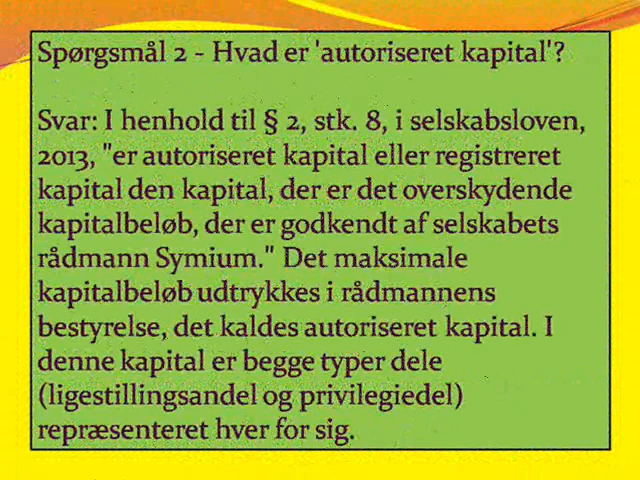 Spørgsmål 2 - Hvad er 'autoriseret kapital'?
Svar: I henhold til § 2, stk. 8, i selskabsloven,
2013, "er autoriseret kapital eller registreret
kapital den kapital, der er det overskydende
kapitalbeløb, der er godkendt af selskabets
rådmann Symium." Det maksimale
kapitalbeløb udtrykkes i rådmannens
bestyrelse, det kaldes autoriseret kapital. I
denne kapital er begge typer dele
(ligestillingsandel og privilegiedel)
repræsenteret hver for sig.